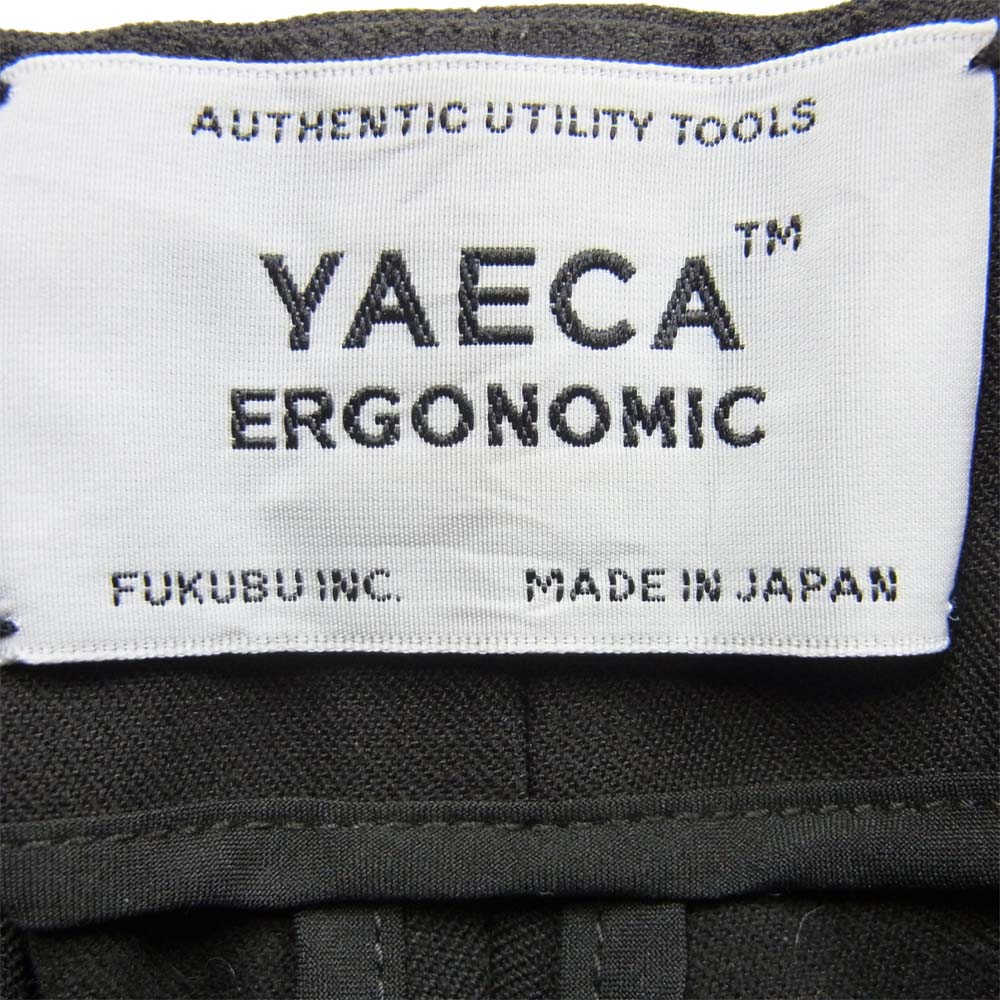 AUTHENTIC UTILITY TOOLS
YAECA™
ERGONOMIC
FUKUBU INC. MADE IN JAPAN